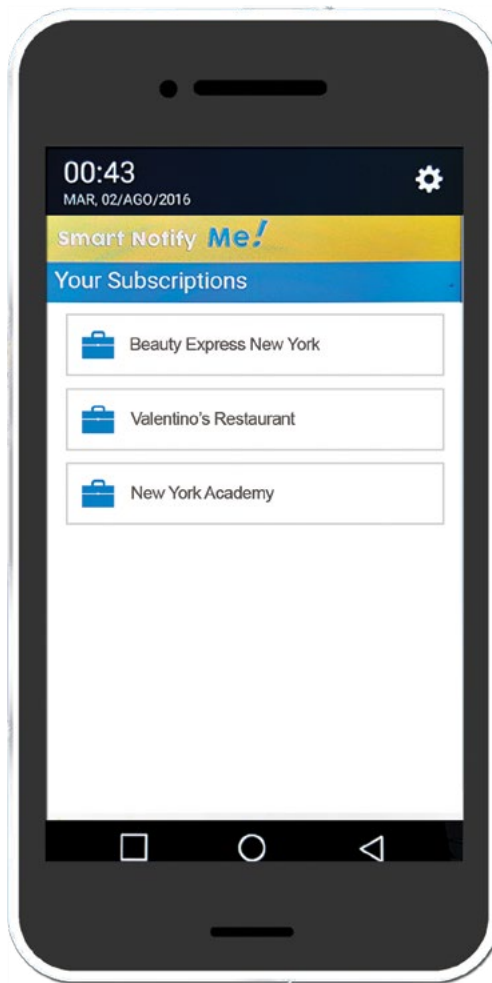 00:43
MAR, 02/AGO/2016
Smart Notify Me!
Your Subscriptions
Beauty Express New York
Valentino's Restaurant
New York Academy